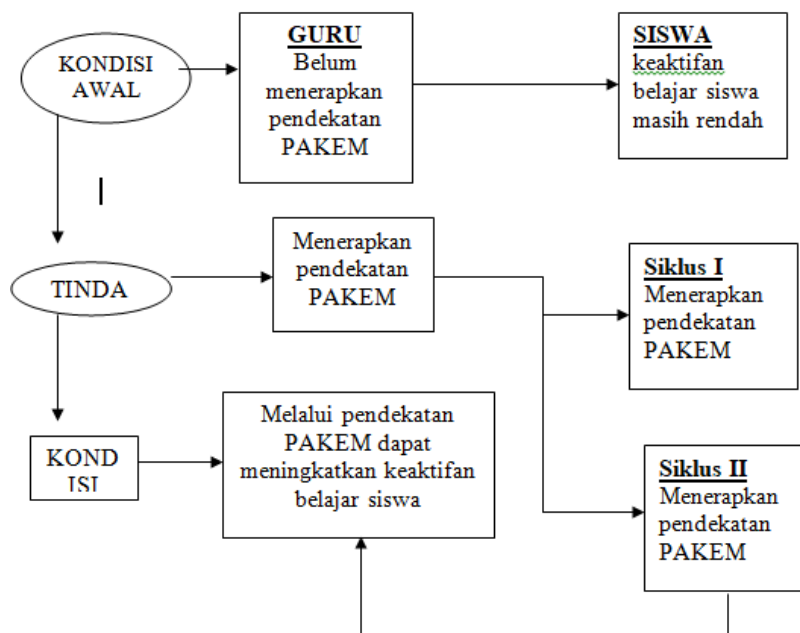 KONDISI
AWAL
GURU
Belum
menerapkan
pendekatan
PAKEM
SISWA
keaktifan
belajar siswa
masih rendah
TINDA
Menerapkan
pendekatan
PAKEM
Siklus I
Menerapkan
pendekatan
PAKEM
KOND
ISI
Melalui pendekatan
PAKEM dapat
meningkatkan keaktifan
belajar siswa
Siklus II
Menerapkan
pendekatan
PAKEM